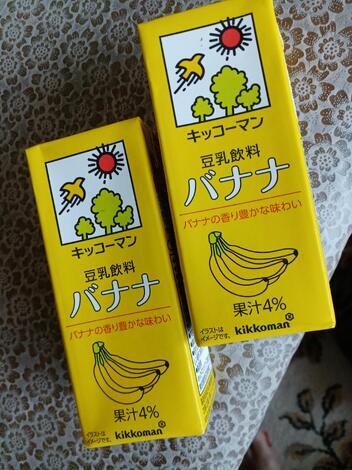 キッコーマン
豆乳飲料
バナナ
バナナの香り豊かな味わい
果汁4%
イラストは
イメージです。
kikkoman®
キッコーマン
豆乳飲料
バナナ
バナナの香り豊かな味わい
果汁4%
イラストは
イメージです。
kikkoman®